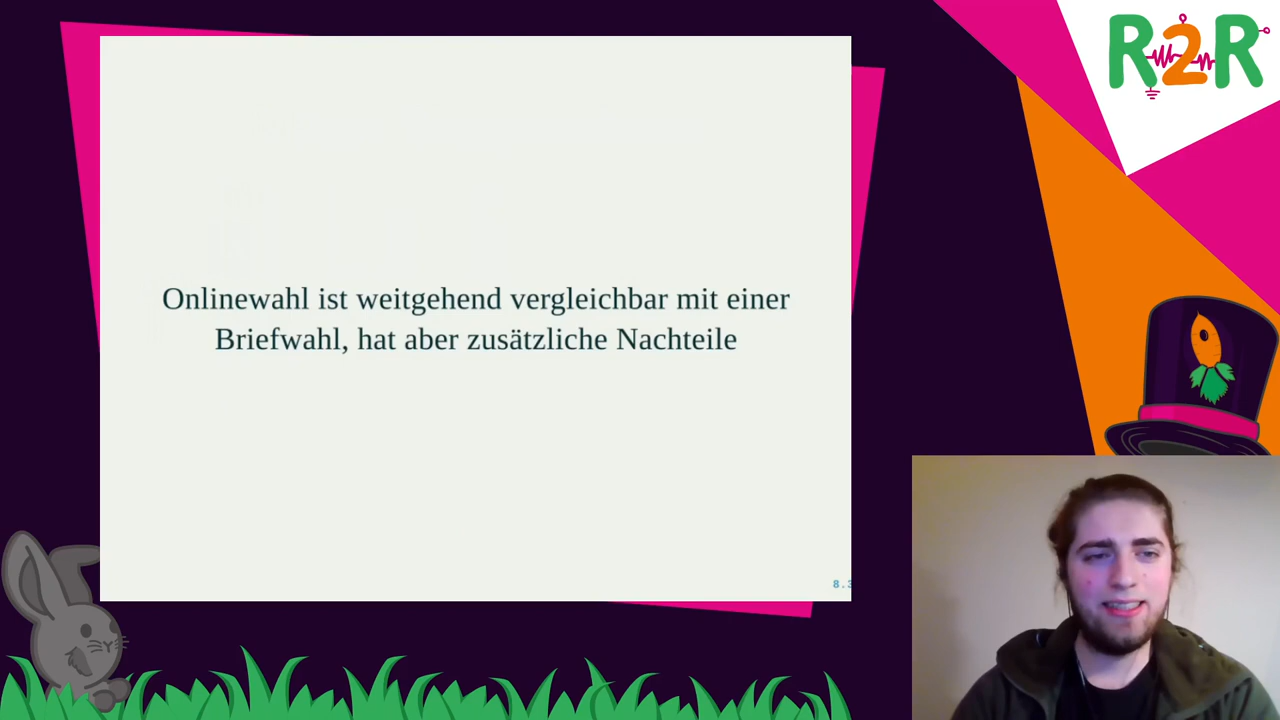 R2R
Onlinewahl ist weitgehend vergleichbar mit einer
Briefwahl, hat aber zusätzliche Nachteile